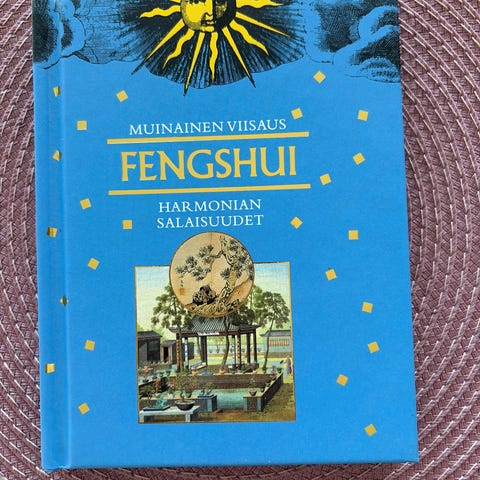 MUINAINEN VIISAUS
FENGSHUI
HARMONIAN
SALAISUUDET